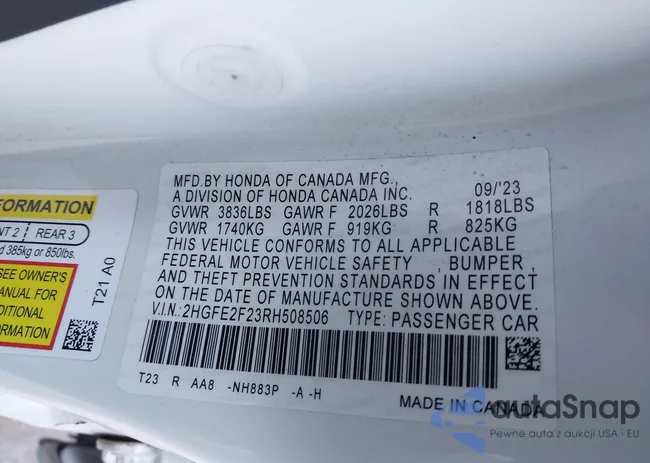 FORMATION
NT 2 REAR 3
d 385kg or 850lbs.
SEE OWNER'S
MANUAL FOR
DITIONAL
FORMATION
T21 A0
MFD.BY HONDA OF CANADA MFG.,
A DIVISION OF HONDA CANADA INC. 09/'23
GVWR 3836LBS GAWR F 2026LBS R 1818LBS
GVWR 1740KG GAWR F 919KG R 825KG
THIS VEHICLE CONFORMS TO ALL APPLICABLE
FEDERAL MOTOR VEHICLE SAFETY , BUMPER ,
AND THEFT PREVENTION STANDARDS IN EFFECT
ON THE DATE OF MANUFACTURE SHOWN ABOVE.
V.I.N.: 2HGFE2F23RH508506 TYPE: PASSENGER CAR
T23 R AA8 -NH883P -A -H
MADE IN CANADA
autaSnap
Pewne auta z aukcji USA i EU